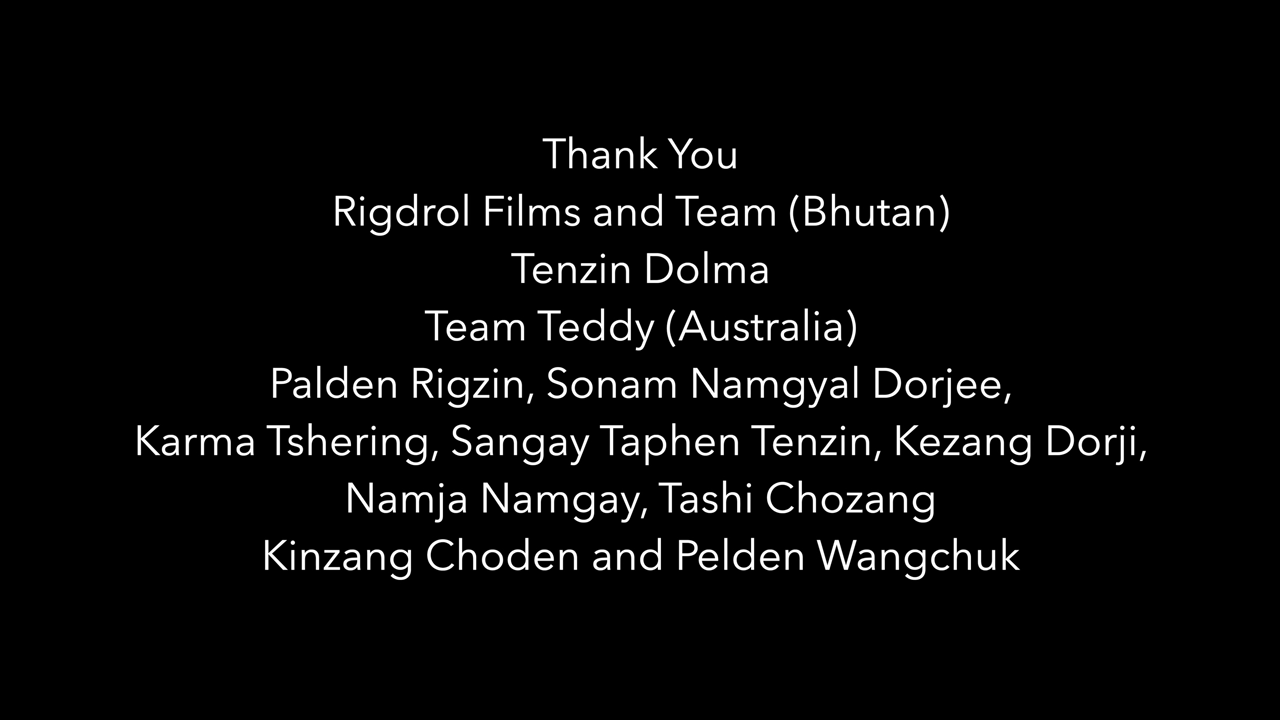 Thank You
Rigdrol Films and Team (Bhutan)
Tenzin Dolma
Team Teddy (Australia)
Palden Rigzin, Sonam Namgyal Dorjee,
Karma Tshering, Sangay Taphen Tenzin, Kezang Dorji,
Namja Namgay, Tashi Chozang
Kinzang Choden and Pelden Wangchuk